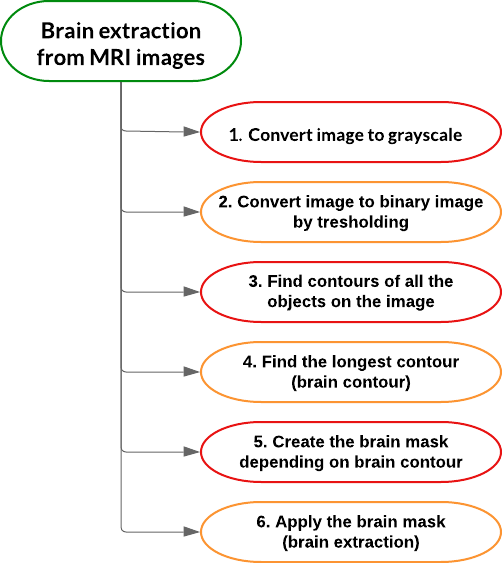 Brain extraction
from MRI images
1. Convert image to grayscale
2. Convert image to binary image
by tresholding
3. Find contours of all the
objects on the image
4. Find the longest contour
(brain contour)
5. Create the brain mask
depending on brain contour
6. Apply the brain mask
(brain extraction)